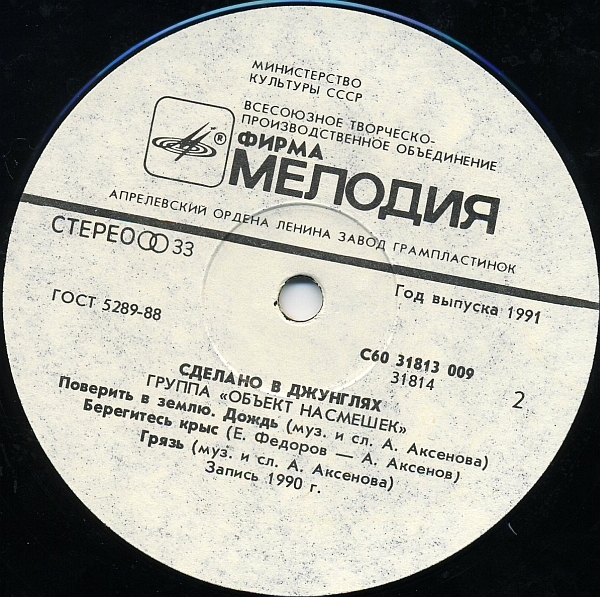 МИНИСТЕРСТВО
КУЛЬТУРЫ СССР
ВСЕСОЮЗНОЕ ТВОРЧЕСКО-
ПРОИЗВОДСТВЕННОЕ ОБЪЕДИНЕНИЕ
®
ФИРМА
МЕЛОДИЯ
АПРЕЛЕВСКИЙ ОРДЕНА ЛЕНИНА ЗАВОД ГРАМПЛАСТИНОК
СТЕРЕО 33
ГОСТ 5289-88
Год выпуска 1991
С60 31813 009
31814
2
СДЕЛАНО В ДЖУНГЛЯХ
ГРУППА «ОБЪЕКТ НАСМЕШЕК»
Поверить в землю. Дождь (муз. и сл. А. Аксенова)
Берегитесь крыс (Е. Федоров — А. Аксенов)
Грязь (муз. и сл. А. Аксенова)
Запись 1990 г.